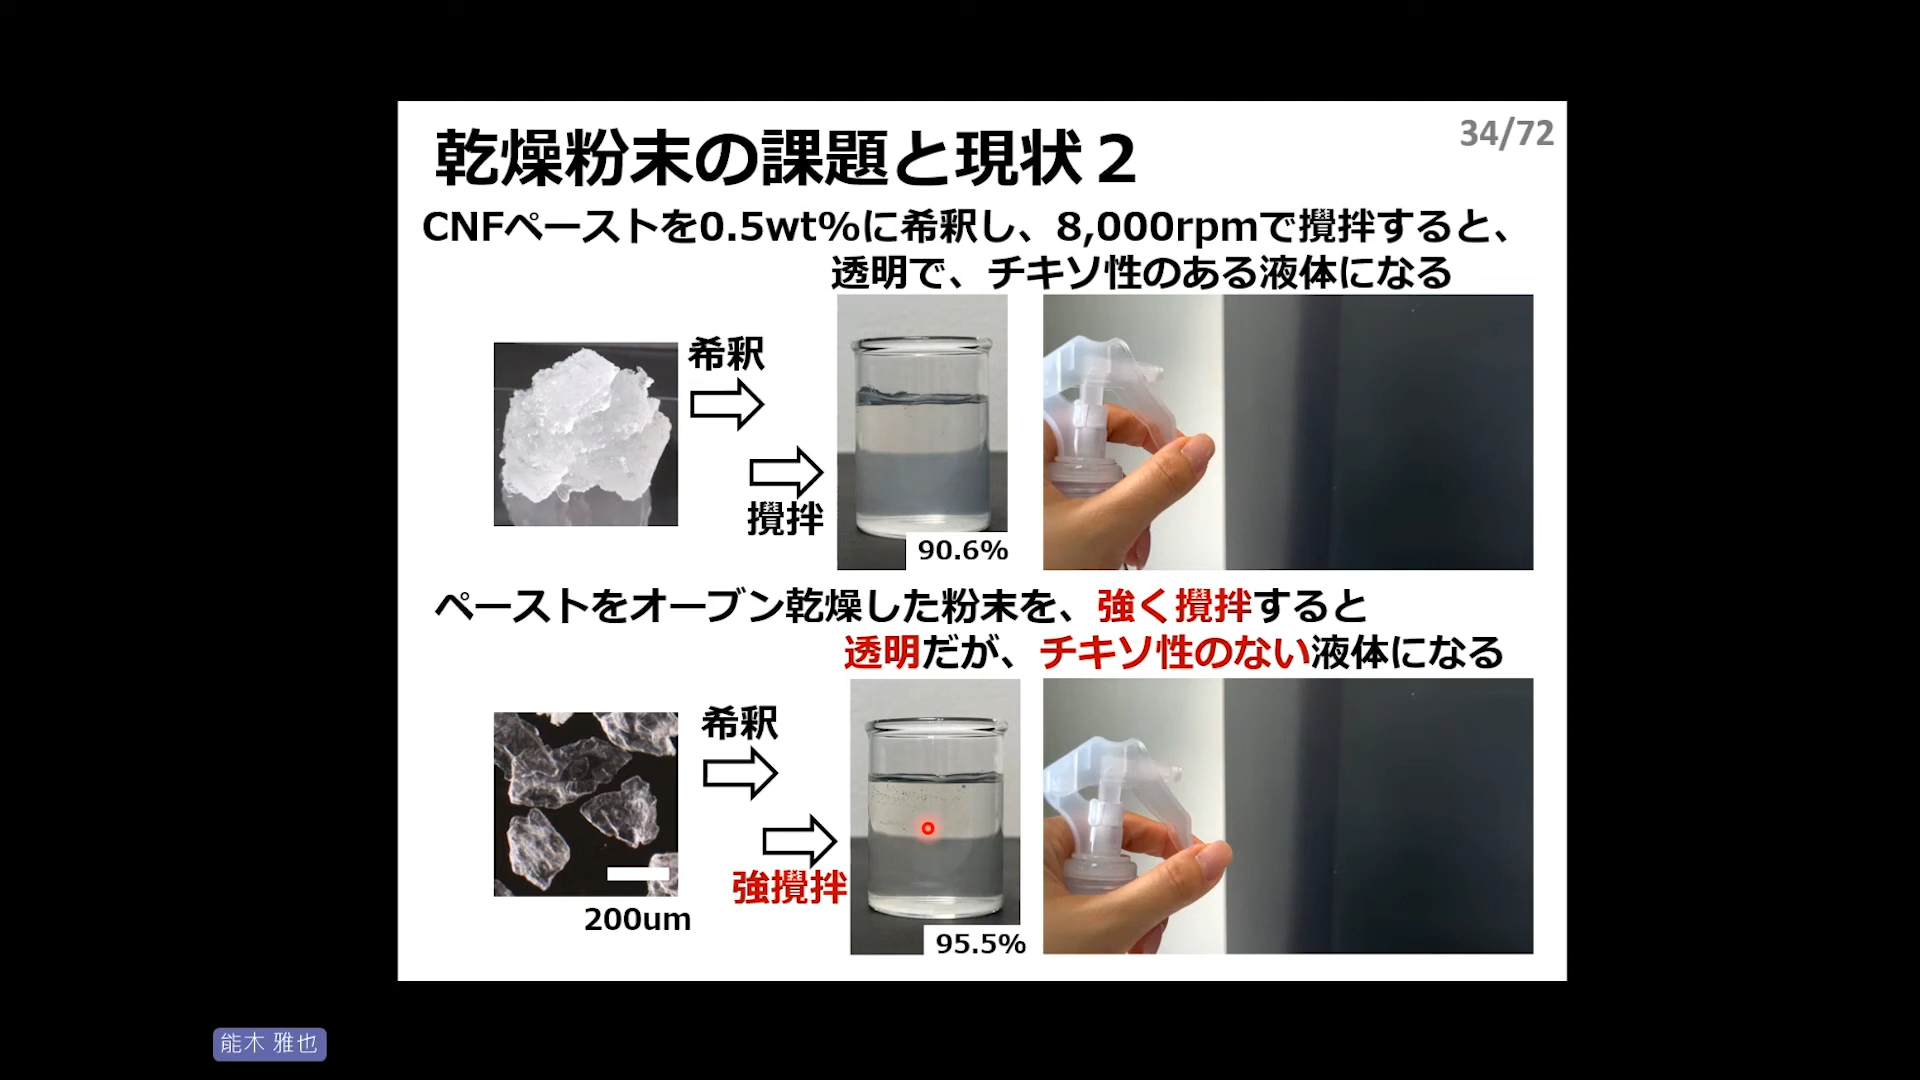 乾燥粉末の課題と現状２
34/72
CNFペーストを0.5wt%に希釈し、8,000rpmで攪拌すると、
透明で、チキソ性のある液体になる
希釈
攪拌
90.6%
ペーストをオーブン乾燥した粉末を、強く攪拌すると
透明だが、チキソ性のない液体になる
希釈
強攪拌
200um
95.5%
能木 雅也